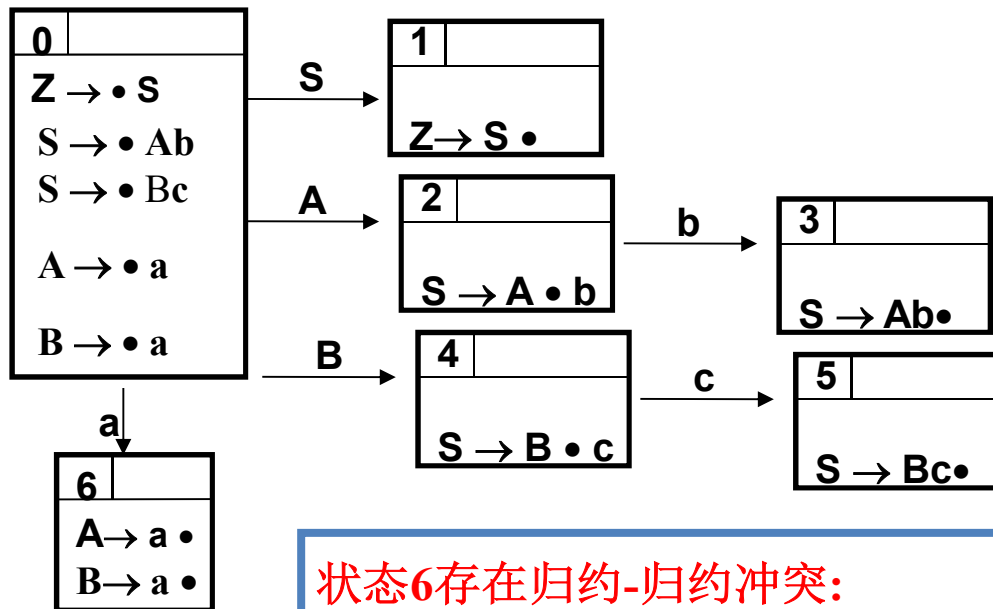 0
Z → • S
S → • Ab
S → • Bc
A → • a
B → • a
S
1
Z→ S •
A
2
S → A • b
b
3
S → Ab•
B
4
S → B • c
c
5
S → Bc•
a
6
A→ a •
B→ a •
状态6存在归约-归约冲突: